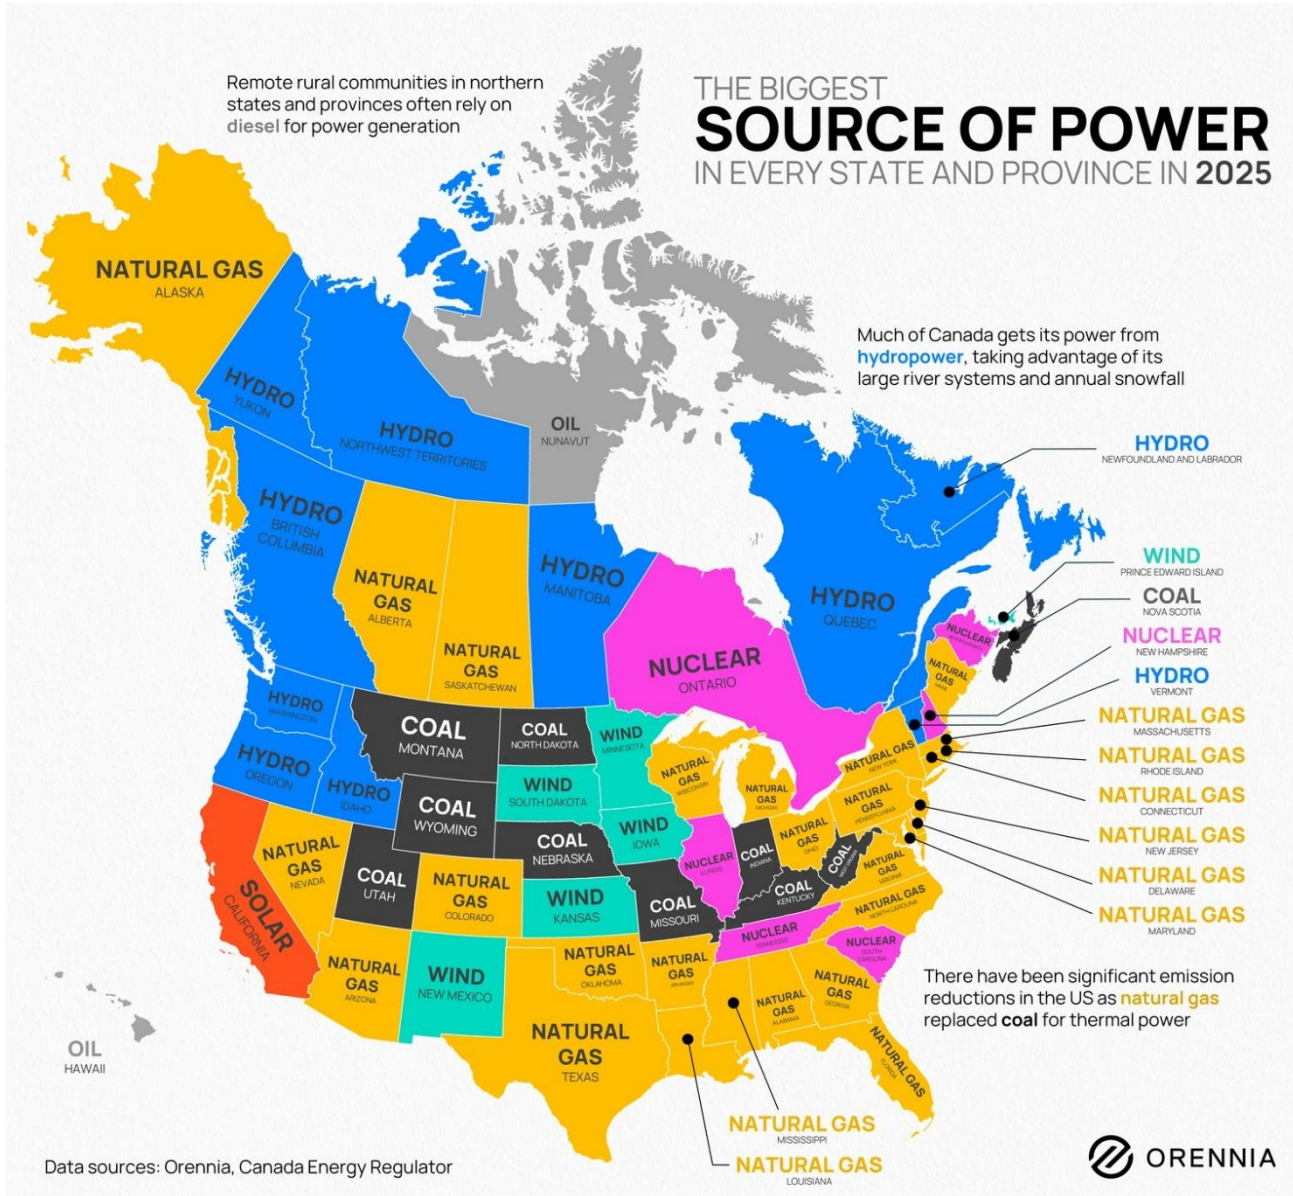 Remote rural communities in northern
states and provinces often rely on
diesel for power generation
THE BIGGEST
SOURCE OF POWER
IN EVERY STATE AND PROVINCE IN 2025
NATURAL GAS
ALASKA
HYDRO
YUKON
HYDRO
NORTHWEST TERRITORIES
OIL
NUNAVUT
Much of Canada gets its power from
hydropower, taking advantage of its
large river systems and annual snowfall
HYDRO
NEWFOUNDLAND AND LABRADOR
HYDRO
BRITISH
COLUMBIA
NATURAL
GAS
ALBERTA
NATURAL
GAS
SASKATCHEWAN
HYDRO
MANITOBA
NUCLEAR
ONTARIO
HYDRO
QUEBEC
WIND
PRINCE EDWARD ISLAND
COAL
NOVA SCOTIA
NUCLEAR
NEW BRUNSWICK
NUCLEAR
NEW HAMPSHIRE
HYDRO
VERMONT
NATURAL GAS
MASSACHUSETTS
NATURAL GAS
RHODE ISLAND
NATURAL GAS
CONNECTICUT
NATURAL GAS
NEW JERSEY
NATURAL GAS
DELAWARE
NATURAL GAS
MARYLAND
NATURAL
GAS
MAINE
HYDRO
WASHINGTON
HYDRO
OREGON
HYDRO
IDAHO
COAL
MONTANA
COAL
NORTH DAKOTA
WIND
MINNESOTA
WIND
SOUTH DAKOTA
COAL
WYOMING
NATURAL
GAS
WISCONSIN
NATURAL
GAS
MICHIGAN
NATURAL GAS
NEW YORK
NATURAL
GAS
PENNSYLVANIA
WIND
IOWA
COAL
NEBRASKA
SOLAR
CALIFORNIA
NATURAL
GAS
NEVADA
COAL
UTAH
NATURAL
GAS
COLORADO
WIND
KANSAS
COAL
MISSOURI
NUCLEAR
ILLINOIS
COAL
INDIANA
NATURAL
GAS
OHIO
COAL
WEST VIRGINIA
COAL
KENTUCKY
NATURAL
GAS
VIRGINIA
NATURAL GAS
NORTH CAROLINA
NUCLEAR
TENNESSEE
NUCLEAR
SOUTH
CAROLINA
NATURAL
GAS
ARIZONA
WIND
NEW MEXICO
NATURAL
GAS
OKLAHOMA
NATURAL
GAS
ARKANSAS
NATURAL
GAS
TEXAS
NATURAL
GAS
ALABAMA
NATURAL
GAS
GEORGIA
NATURAL GAS
FLORIDA
There have been significant emission
reductions in the US as natural gas
replaced coal for thermal power
OIL
HAWAII
NATURAL GAS
MISSISSIPPI
NATURAL GAS
LOUISIANA
Data sources: Orennia, Canada Energy Regulator
ORENNIA